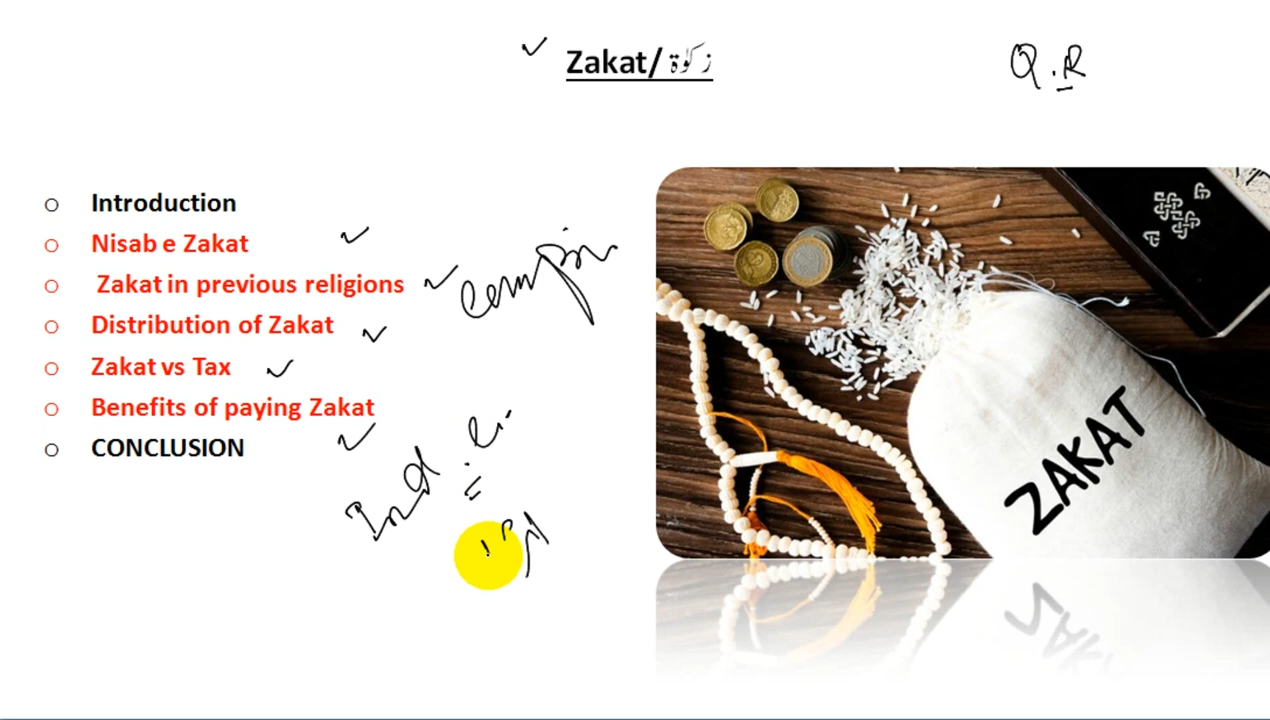 Zakat/زكوٰة
Q.R
Introduction
Nisab e Zakat
Zakat in previous religions
Distribution of Zakat
Zakat vs Tax
Benefits of paying Zakat
CONCLUSION
ZAKAT